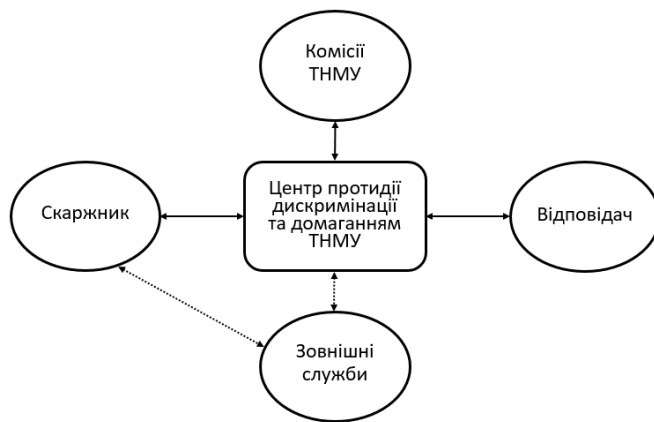 Комісії
ТНМУ
Скаржник
Центр протидії
дискримінації
та домаганням
ТНМУ
Відповідач
Зовнішні
служби